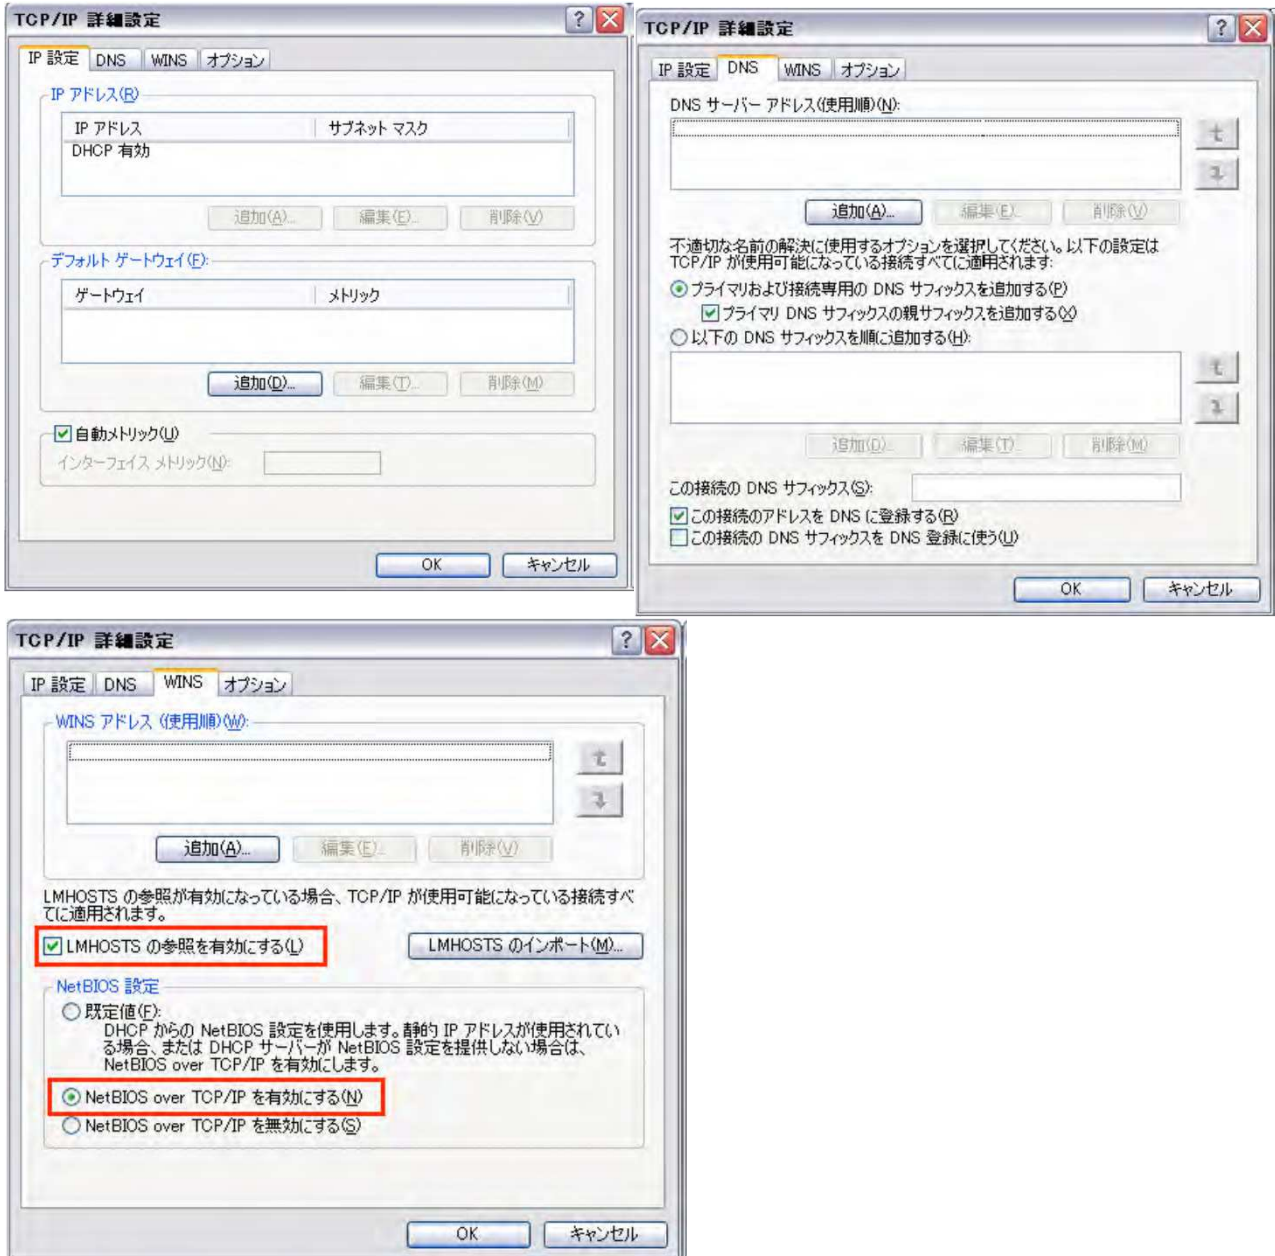 TCP/IP 詳細設定
IP 設定 DNS WINS オプション
IP アドレス(R)
IP アドレス サブネット マスク
DHCP 有効
追加(A)... 編集(E)... 削除(V)
デフォルト ゲートウェイ(F):
ゲートウェイ メトリック
追加(D)... 編集(T)... 削除(M)
自動メトリック(U)
インターフェイス メトリック(N):
OK キャンセル
TCP/IP 詳細設定
IP 設定 DNS WINS オプション
DNS サーバー アドレス(使用順)(N):
追加(A)... 編集(E)... 削除(V)
不適切な名前の解決に使用するオプションを選択してください。以下の設定は
TCP/IP が使用可能になっている接続すべてに適用されます:
プライマリおよび接続専用の DNS サフィックスを追加する(P)
プライマリ DNS サフィックスの親サフィックスを追加する(X)
以下の DNS サフィックスを順に追加する(H):
追加(D)... 編集(T)... 削除(M)
この接続の DNS サフィックス(S):
この接続のアドレスを DNS に登録する(R)
この接続の DNS サフィックスを DNS 登録に使う(U)
OK キャンセル
TCP/IP 詳細設定
IP 設定 DNS WINS オプション
WINS アドレス (使用順)(W):
追加(A)... 編集(E)... 削除(V)
LMHOSTS の参照が有効になっている場合、TCP/IP が使用可能になっている接続すべ
てに適用されます。
LMHOSTS の参照を有効にする(L) LMHOSTS のインポート(M)...
NetBIOS 設定
既定値(F):
DHCP からの NetBIOS 設定を使用します。静的 IP アドレスが使用されてい
る場合、または DHCP サーバーが NetBIOS 設定を提供しない場合は、
NetBIOS over TCP/IP を有効にします。
NetBIOS over TCP/IP を有効にする(N)
NetBIOS over TCP/IP を無効にする(S)
OK キャンセル